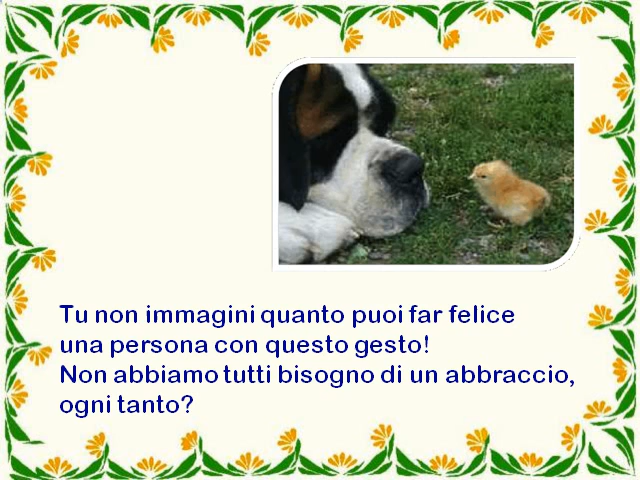 Tu non immagini quanto puoi far felice
una persona con questo gesto!
Non abbiamo tutti bisogno di un abbraccio,
ogni tanto?